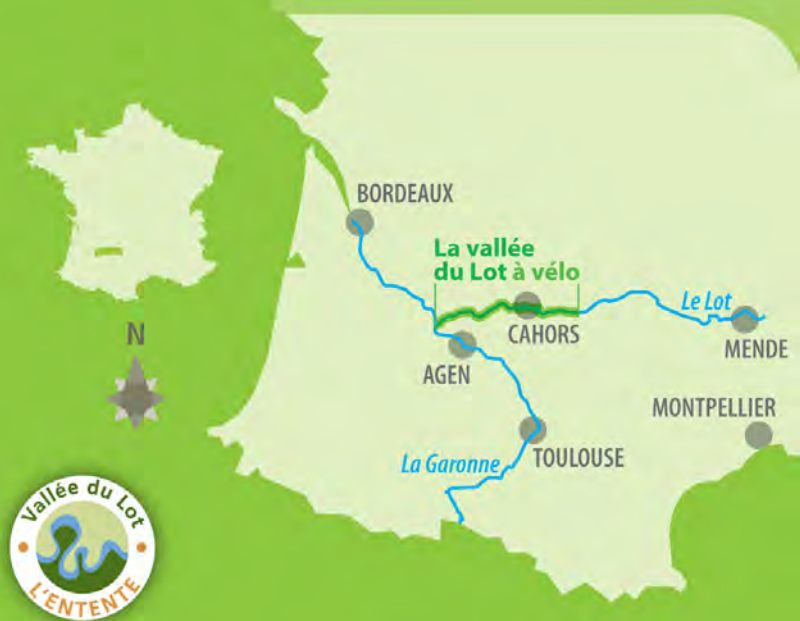 BORDEAUX
La vallée
du Lot à vélo
Le Lot
N
CAHORS
MENDE
AGEN
MONTPELLIER
La Garonne
TOULOUSE
Vallée du Lot
L'ENTENTE